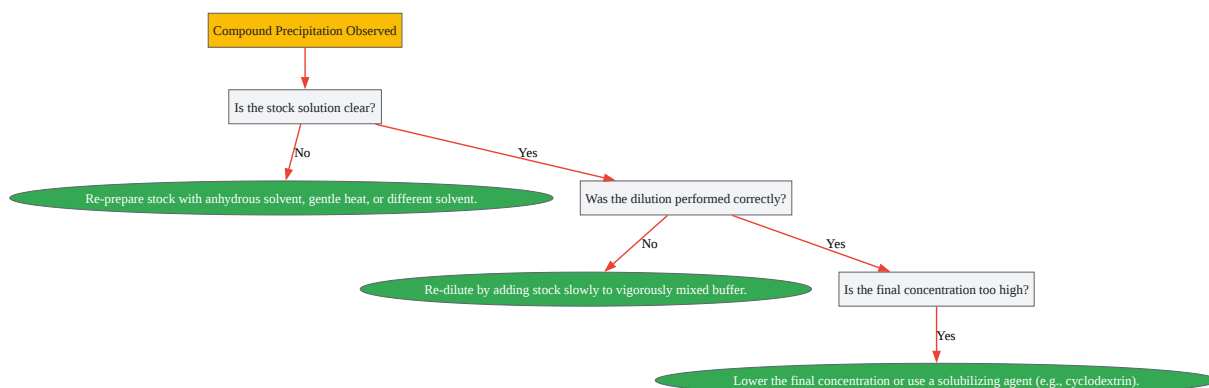 Compound Precipitation Observed
Is the stock solution clear?
No
Yes
Re-prepare stock with anhydrous solvent, gentle heat, or different solvent.
Was the dilution performed correctly?
No
Yes
Re-dilute by adding stock slowly to vigorously mixed buffer.
Is the final concentration too high?
Yes
Lower the final concentration or use a solubilizing agent (e.g., cyclodextrin).